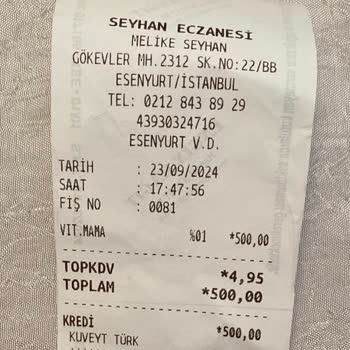 SEYHAN ECZANESİ
MELİKE SEYHAN
GÖKEVLER MH.2312 SK.NO:22/BB
ESENYURT/İSTANBUL
TEL: 0212 843 89 29
43930324716
ESENYURT V.D.
TARİH : 23/09/2024
SAAT : 17:47:56
FİŞ NO : 0081
VIT.MAMA %01 *500,00
TOPKDV *4,95
TOPLAM *500,00
KREDİ *500,00
KUVEYT TÜRK